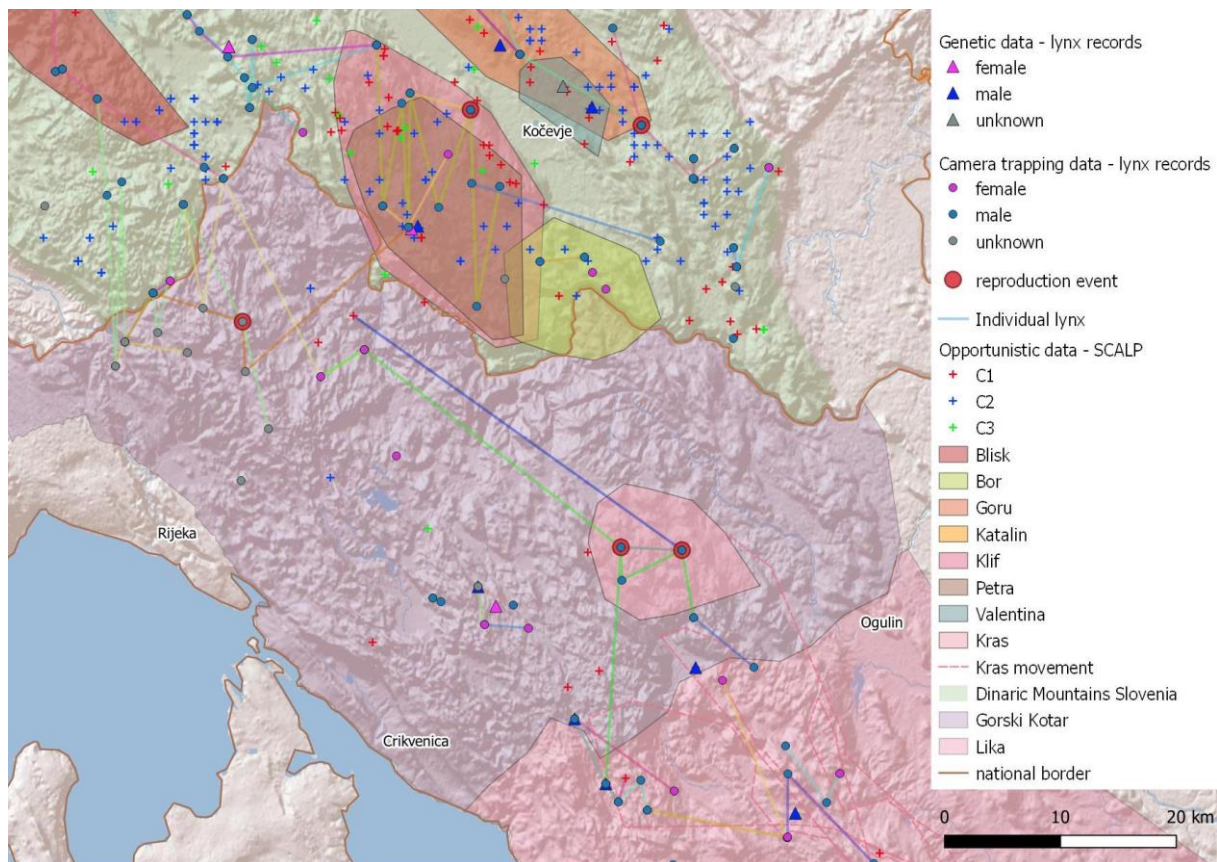 Kočevje
Rijeka
Ogulin
Crikvenica
Genetic data - lynx records
female
male
unknown
Camera trapping data - lynx records
female
male
unknown
reproduction event
Individual lynx
Opportunistic data - SCALP
C1
C2
C3
Blisk
Bor
Goru
Katalin
Klif
Petra
Valentina
Kras
Kras movement
Dinaric Mountains Slovenia
Gorski Kotar
Lika
national border
0 10 20 km